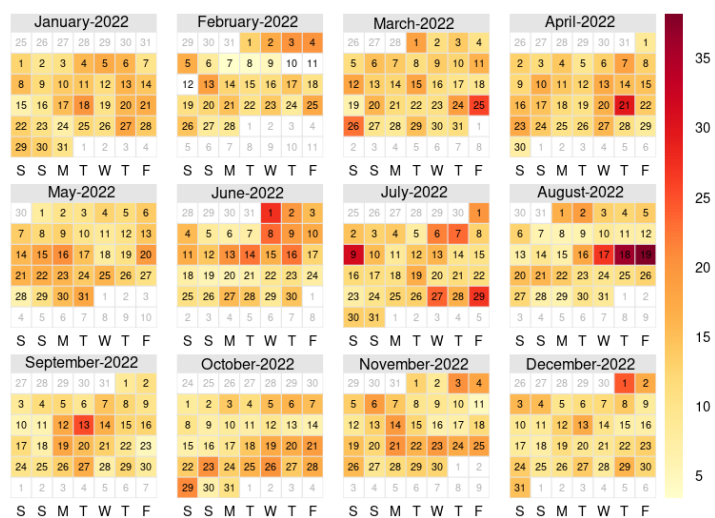 January-2022
25 26 27 28 29 30 31
1 2 3 4 5 6 7
8 9 10 11 12 13 14
15 16 17 18 19 20 21
22 23 24 25 26 27 28
29 30 31 1 2 3 4
S S M T W T F
February-2022
29 30 31 1 2 3 4
5 6 7 8 9 10 11
12 13 14 15 16 17 18
19 20 21 22 23 24 25
26 27 28 1 2 3 4
5 6 7 8 9 10 11
S S M T W T F
March-2022
26 27 28 1 2 3 4
5 6 7 8 9 10 11
12 13 14 15 16 17 18
19 20 21 22 23 24 25
26 27 28 29 30 31 1
2 3 4 5 6 7 8
S S M T W T F
April-2022
26 27 28 29 30 31 1
2 3 4 5 6 7 8
9 10 11 12 13 14 15
16 17 18 19 20 21 22
23 24 25 26 27 28 29
30 1 2 3 4 5 6
S S M T W T F
May-2022
30 1 2 3 4 5 6
7 8 9 10 11 12 13
14 15 16 17 18 19 20
21 22 23 24 25 26 27
28 29 30 31 1 2 3
4 5 6 7 8 9 10
S S M T W T F
June-2022
28 29 30 31 1 2 3
4 5 6 7 8 9 10
11 12 13 14 15 16 17
18 19 20 21 22 23 24
25 26 27 28 29 30 1
2 3 4 5 6 7 8
S S M T W T F
July-2022
25 26 27 28 29 30 1
2 3 4 5 6 7 8
9 10 11 12 13 14 15
16 17 18 19 20 21 22
23 24 25 26 27 28 29
30 31 1 2 3 4 5
S S M T W T F
August-2022
30 31 1 2 3 4 5
6 7 8 9 10 11 12
13 14 15 16 17 18 19
20 21 22 23 24 25 26
27 28 29 30 31 1 2
3 4 5 6 7 8 9
S S M T W T F
September-2022
27 28 29 30 31 1 2
3 4 5 6 7 8 9
10 11 12 13 14 15 16
17 18 19 20 21 22 23
24 25 26 27 28 29 30
1 2 3 4 5 6 7
S S M T W T F
October-2022
24 25 26 27 28 29 30
1 2 3 4 5 6 7
8 9 10 11 12 13 14
15 16 17 18 19 20 21
22 23 24 25 26 27 28
29 30 31 1 2 3 4
S S M T W T F
November-2022
29 30 31 1 2 3 4
5 6 7 8 9 10 11
12 13 14 15 16 17 18
19 20 21 22 23 24 25
26 27 28 29 30 1 2
3 4 5 6 7 8 9
S S M T W T F
December-2022
26 27 28 29 30 1 2
3 4 5 6 7 8 9
10 11 12 13 14 15 16
17 18 19 20 21 22 23
24 25 26 27 28 29 30
31 1 2 3 4 5 6
S S M T W T F
35
30
25
20
15
10
5